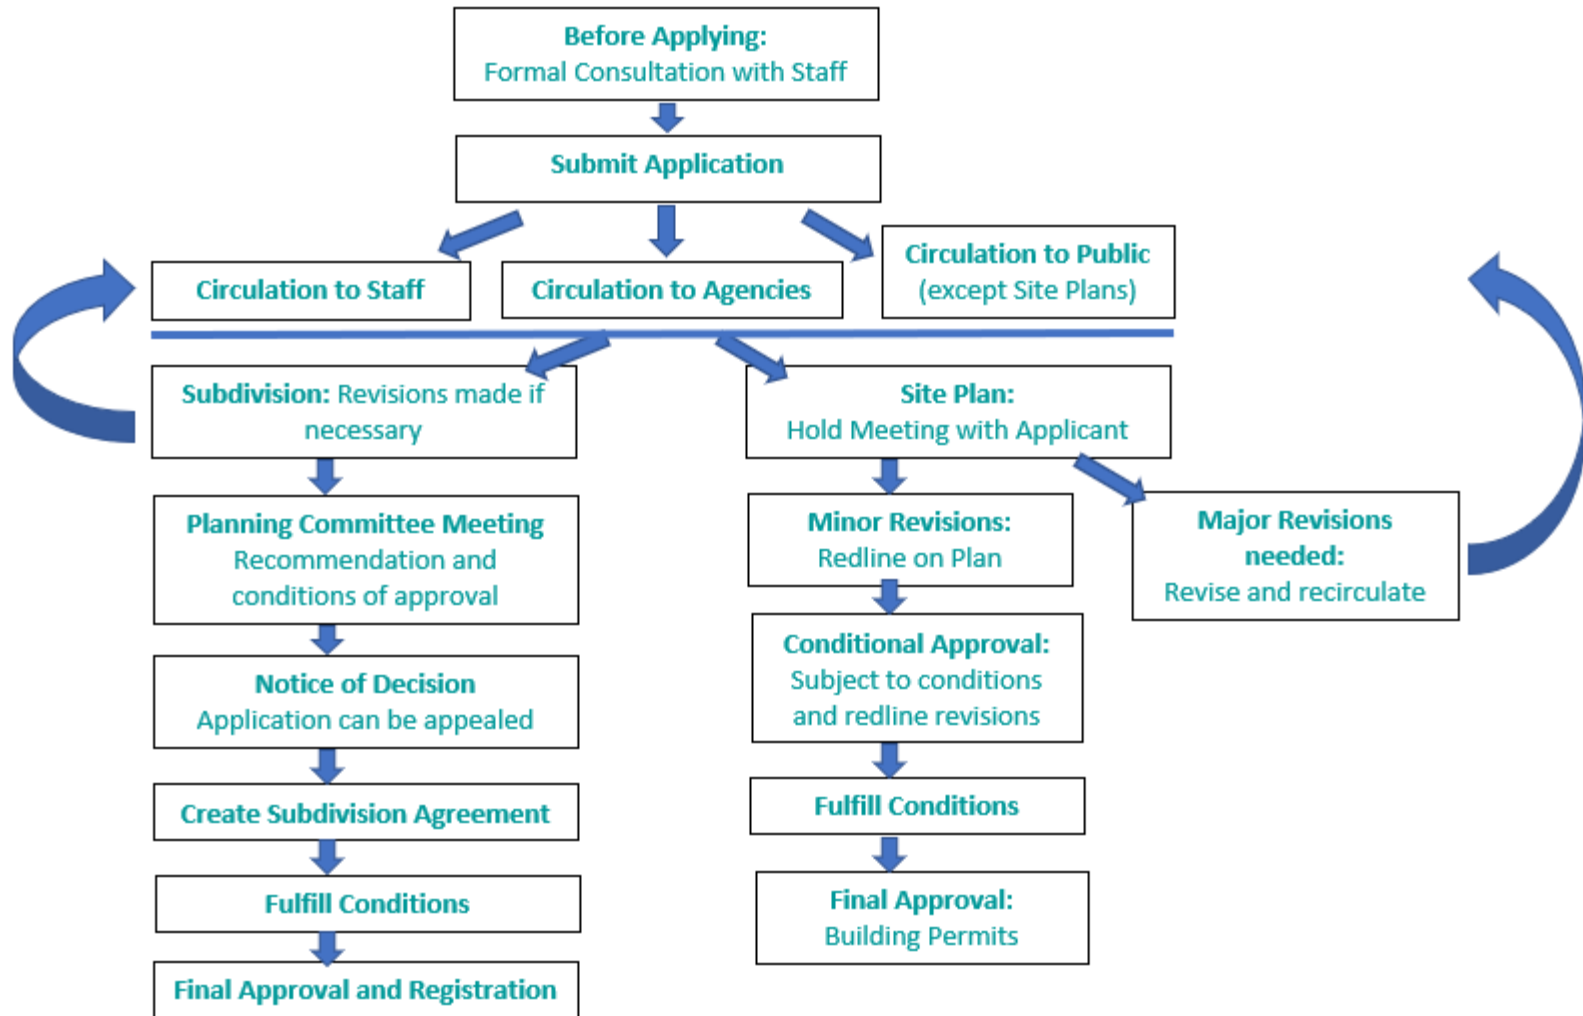 Before Applying:
Formal Consultation with Staff
Submit Application
Circulation to Staff
Circulation to Agencies
Circulation to Public
(except Site Plans)
Subdivision: Revisions made if
necessary
Site Plan:
Hold Meeting with Applicant
Planning Committee Meeting
Recommendation and
conditions of approval
Minor Revisions:
Redline on Plan
Major Revisions
needed:
Revise and recirculate
Notice of Decision
Application can be appealed
Conditional Approval:
Subject to conditions
and redline revisions
Create Subdivision Agreement
Fulfill Conditions
Fulfill Conditions
Final Approval:
Building Permits
Final Approval and Registration